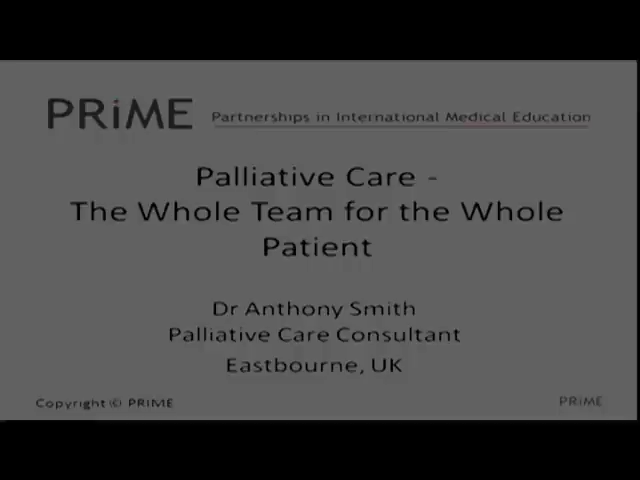 PRiME Partnerships in International Medical Education
Palliative Care -
The Whole Team for the Whole
Patient
Dr Anthony Smith
Palliative Care Consultant
Eastbourne, UK
Copyright © PRIME
PRiME